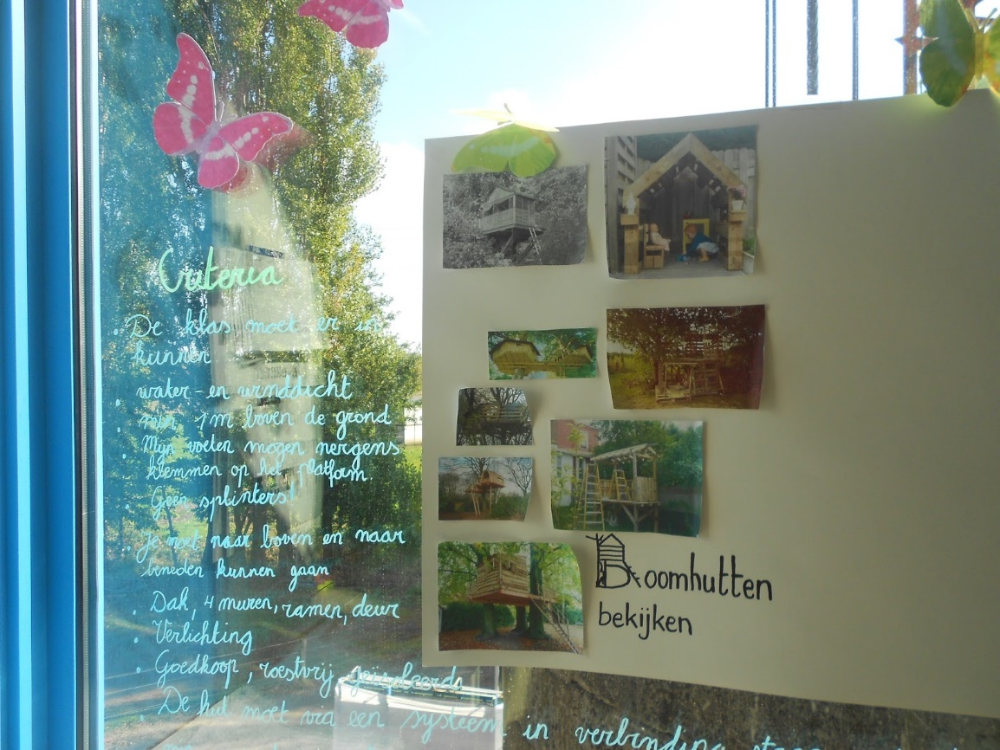 Criteria
. De klas moet er in
kunnen
. water-en winddicht
. min 1m boven de grond
. Mijn voeten mogen nergens
klemmen op het platform
. Geen splinters!
. Je moet naar boven en naar
beneden kunnen gaan
. Dak, 4 muren, ramen, deur
. Verlichting
. Goedkoop, roestvrij, geïsoleerd
. De hut moet via een systeem in verbinding
Boomhutten
bekijken